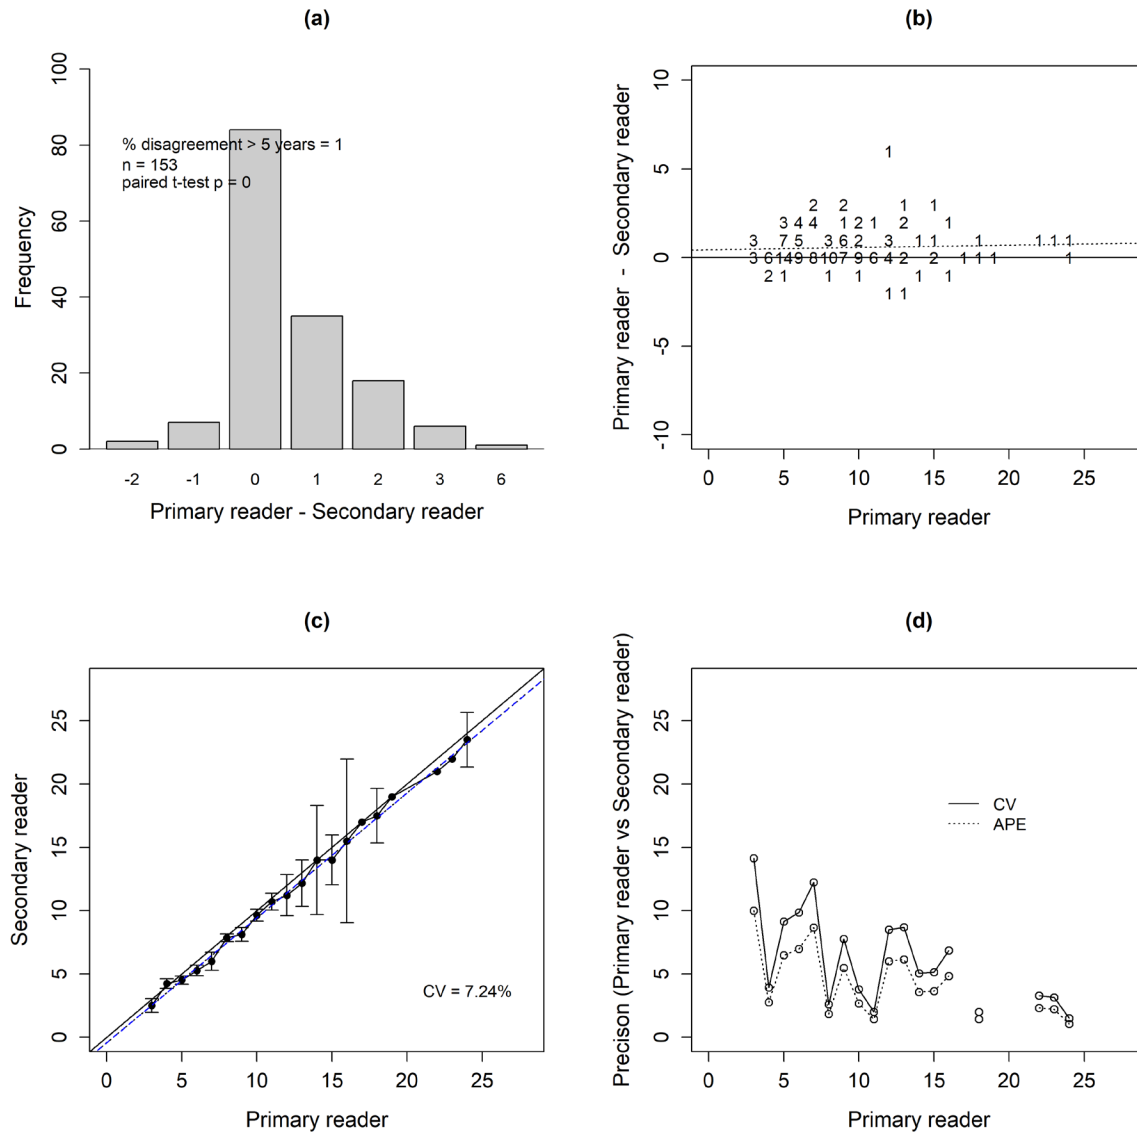 (a)
100
80
60
40
20
0
Frequency
% disagreement > 5 years = 1
n = 153
paired t-test p = 0
-2 -1 0 1 2 3 6
Primary reader - Secondary reader
(b)
10
5
0
-5
-10
Primary reader - Secondary reader
1
2 2 1 1
3 4 4 1 2 1 2 1
3 7 5 3 6 2 3 1 1 1 1 1 1
3 6 14 9 8 10 7 9 6 4 2 2 1 1 1 1
2 1 1 1 1 1
1 1
0 5 10 15 20 25
Primary reader
(c)
25
20
15
10
5
0
Secondary reader
CV = 7.24%
0 5 10 15 20 25
Primary reader
(d)
25
20
15
10
5
0
Precison (Primary reader vs Secondary reader)
CV
APE
0 5 10 15 20 25
Primary reader